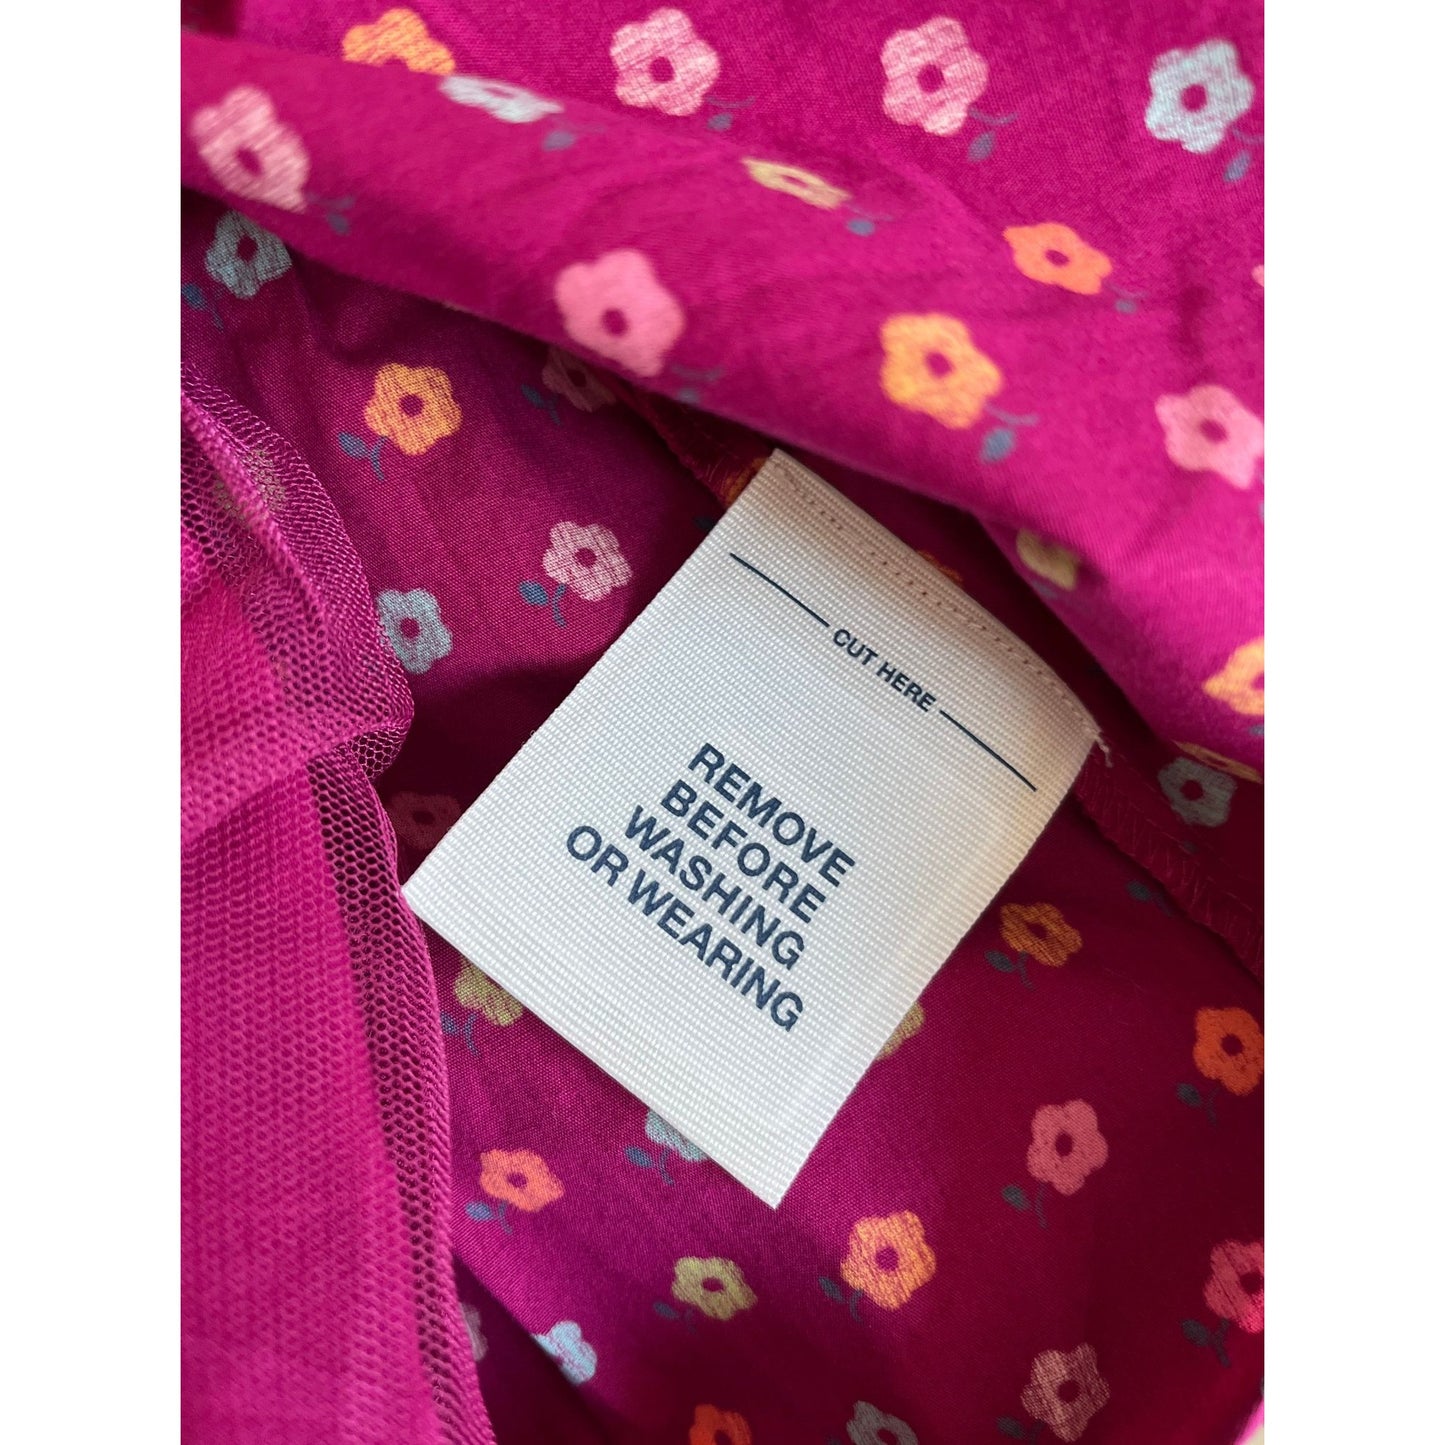 CUT HERE
REMOVE
BEFORE
WASHING
OR WEARING